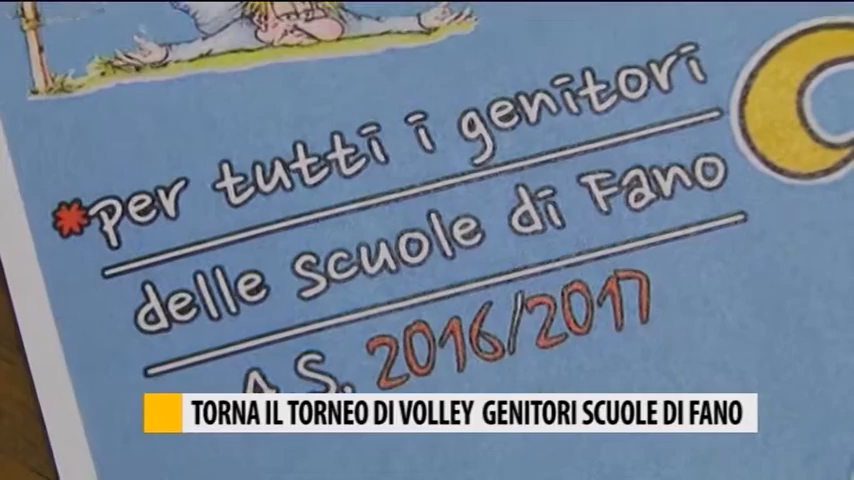 *per tutti i genitori
delle scuole di Fano
A.S. 2016/2017
TORNA IL TORNEO DI VOLLEY GENITORI SCUOLE DI FANO